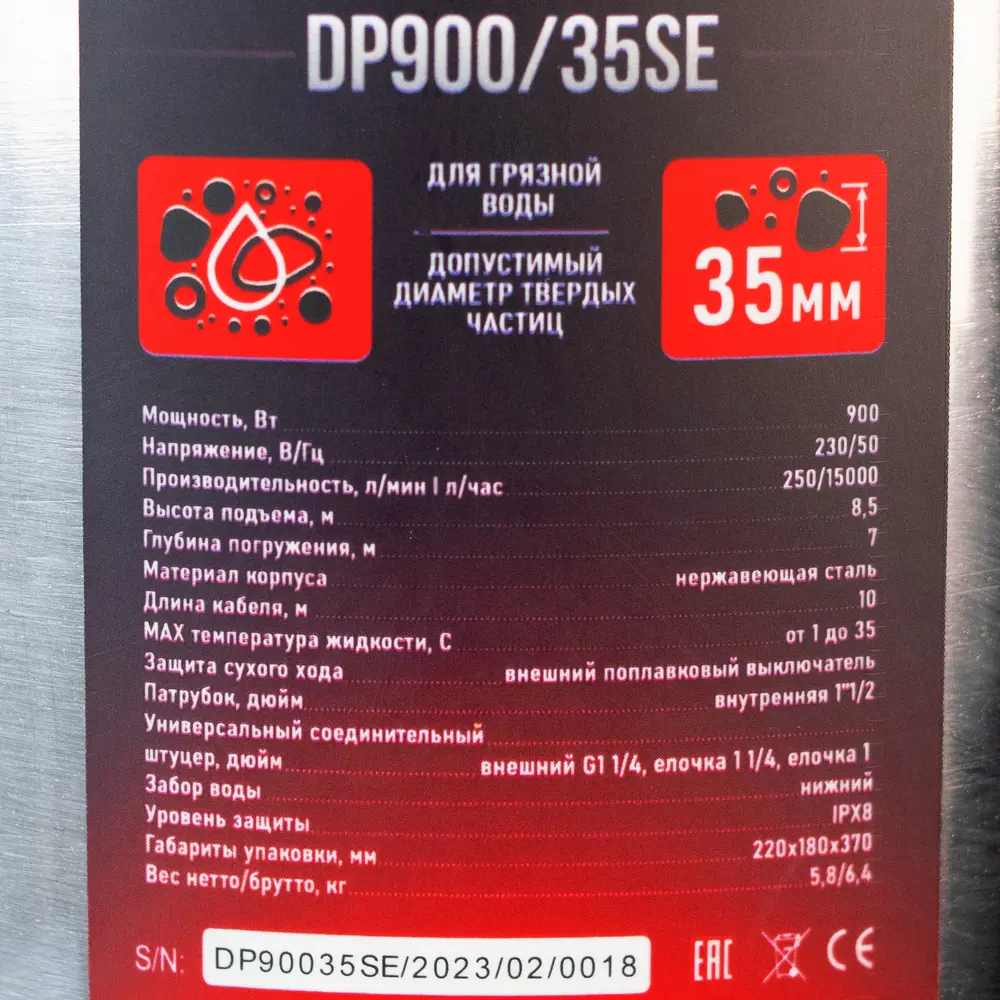 DP900/35SE
ДЛЯ ГРЯЗНОЙ
ВОДЫ
ДОПУСТИМЫЙ
ДИАМЕТР ТВЕРДЫХ
ЧАСТИЦ
35мм
Мощность, Вт 900
Напряжение, В/Гц 230/50
Производительность, л/мин | л/час 250/15000
Высота подъема, м 8,5
Глубина погружения, м 7
Материал корпуса нержавеющая сталь
Длина кабеля, м 10
MAX температура жидкости, С от 1 до 35
Защита сухого хода внешний поплавковый выключатель
Патрубок, дюйм внутренняя 1"1/2
Универсальный соединительный
штуцер, дюйм внешний G1 1/4, елочка 1 1/4, елочка 1
Забор воды нижний
Уровень защиты IPX8
Габариты упаковки, мм 220x180x370
Вес нетто/брутто, кг 5,8/6,4
S/N: DP90035SE/2023/02/0018 EAC CE